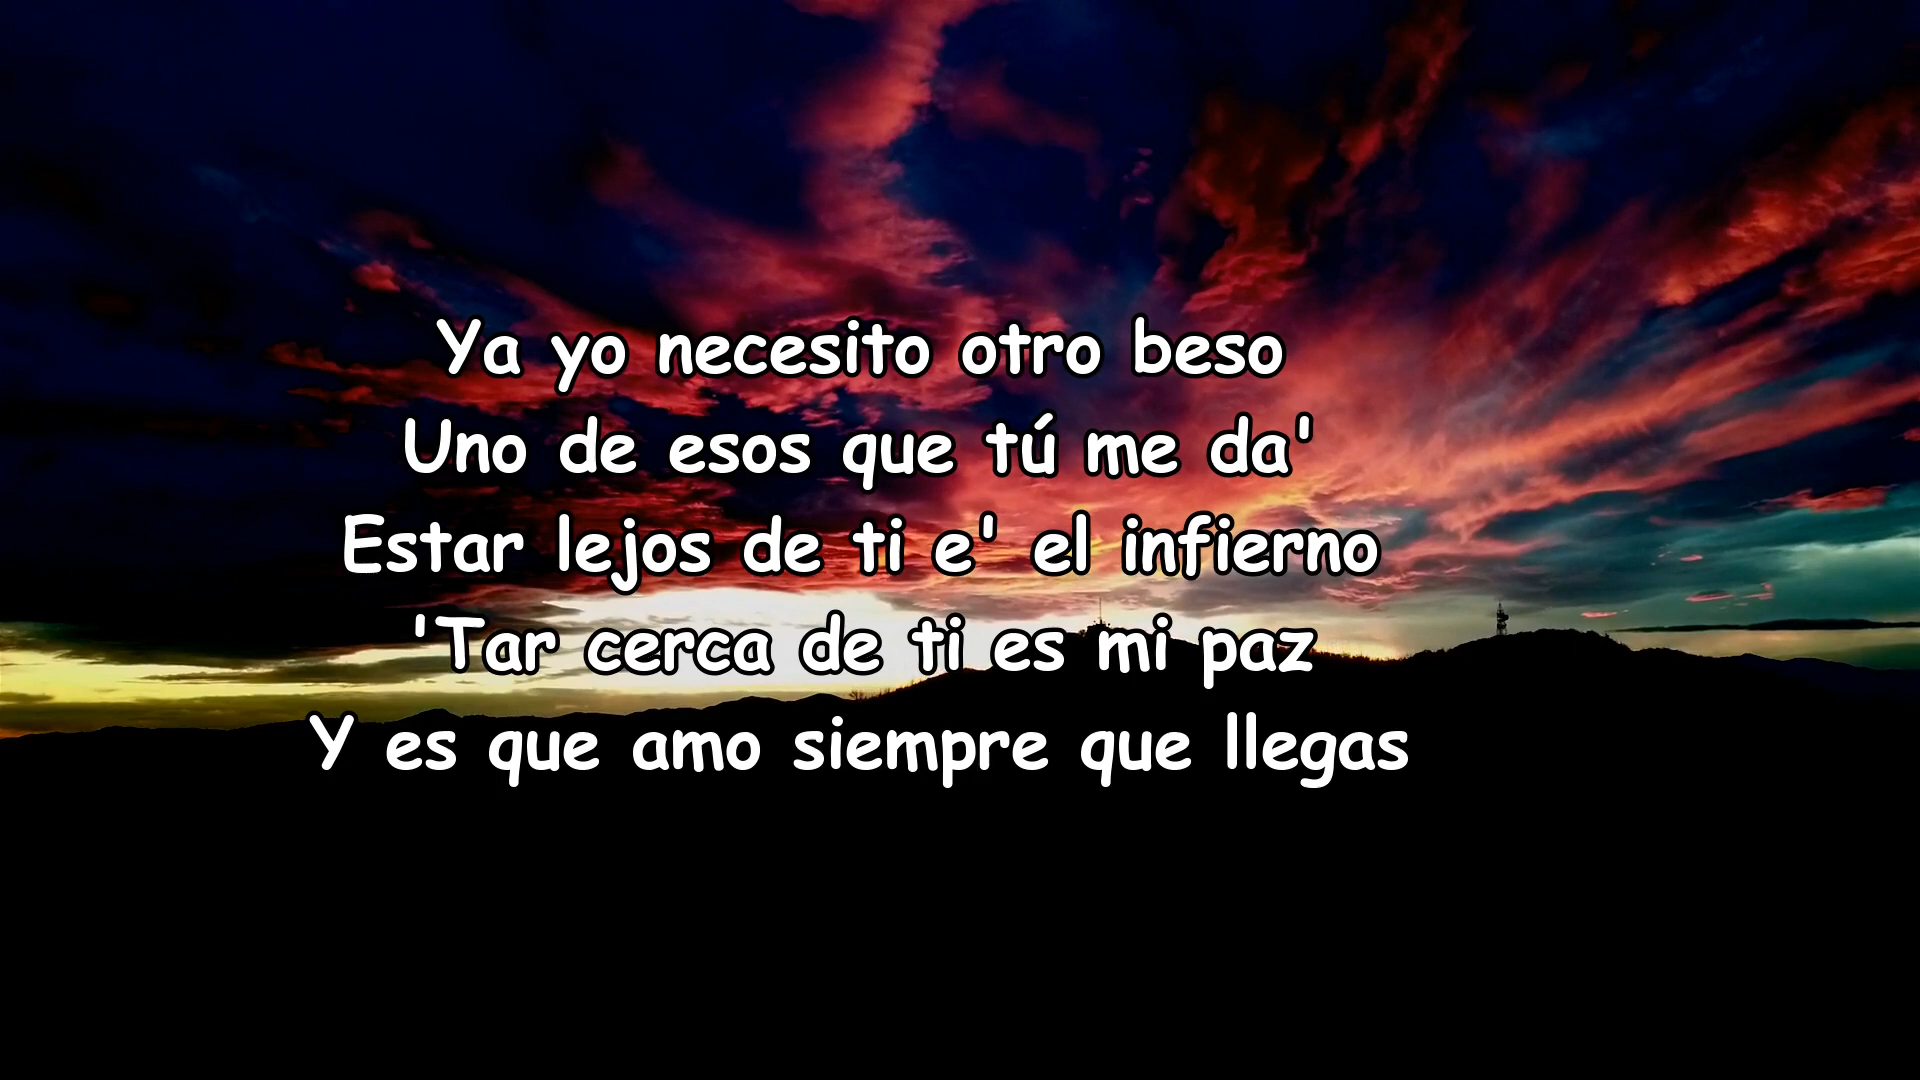 Ya yo necesito otro beso
Uno de esos que tú me da'
Estar lejos de ti e' el infierno
'Tar cerca de ti es mi paz
Y es que amo siempre que llegas